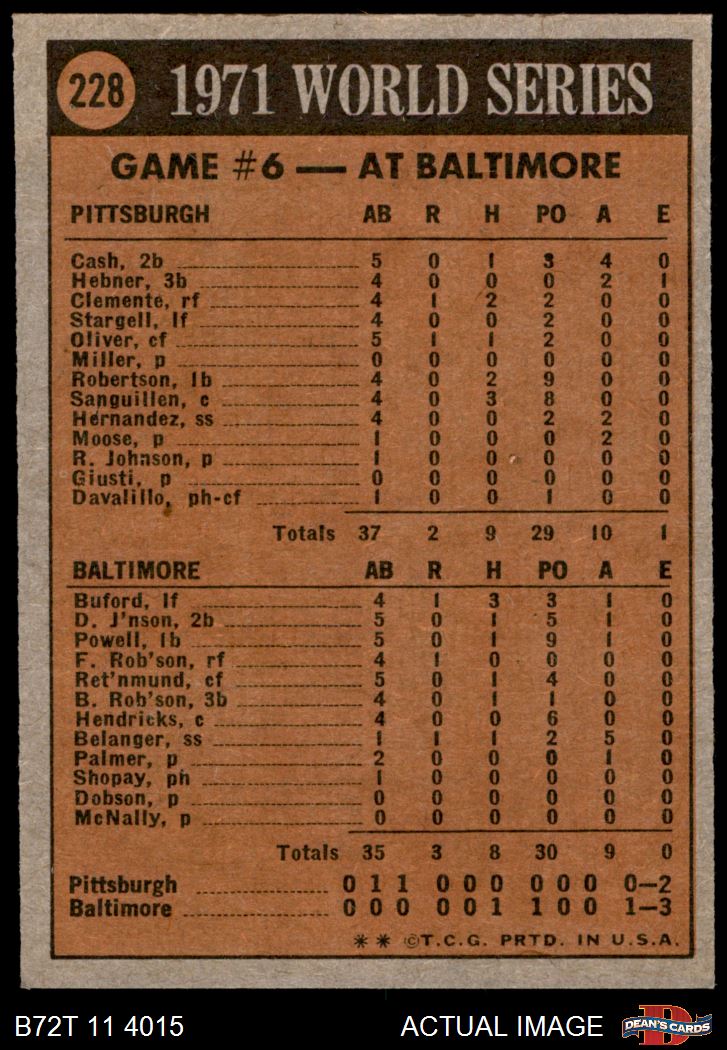 228 1971 WORLD SERIES
GAME #6 — AT BALTIMORE
PITTSBURGH AB R H PO A E
Cash, 2b 5 0 1 3 4 0
Hebner, 3b 4 0 0 0 2 1
Clemente, rf 4 1 2 2 0 0
Stargell, lf 4 0 0 2 0 0
Oliver, cf 5 1 1 2 0 0
Miller, p 0 0 0 0 0 0
Robertson, 1b 4 0 2 9 0 0
Sanguillen, c 4 0 3 8 0 0
Hernandez, ss 4 0 0 2 2 0
Moose, p 1 0 0 0 2 0
R. Johnson, p 1 0 0 0 0 0
Giusti, p 0 0 0 0 0 0
Davalillo, ph-cf 1 0 0 1 0 0
Totals 37 2 9 29 10 1
BALTIMORE AB R H PO A E
Buford, lf 4 1 3 3 1 0
D. J'nson, 2b 5 0 1 5 1 0
Powell, 1b 5 0 1 9 1 0
F. Rob'son, rf 4 1 0 0 0 0
Ret'nmund, cf 5 0 1 4 0 0
B. Rob'son, 3b 4 0 1 1 0 0
Hendricks, c 4 0 0 6 0 0
Belanger, ss 1 1 1 2 5 0
Palmer, p 2 0 0 0 1 0
Shopay, ph 1 0 0 0 0 0
Dobson, p 0 0 0 0 0 0
McNally, p 0 0 0 0 0 0
Totals 35 3 8 30 9 0
Pittsburgh 0 1 1 0 0 0 0 0 0 0—2
Baltimore 0 0 0 0 0 1 1 0 0 1—3
** ©T.C.G. PRTD. IN U.S.A.
B72T 11 4015 ACTUAL IMAGE DEAN'S CARDS